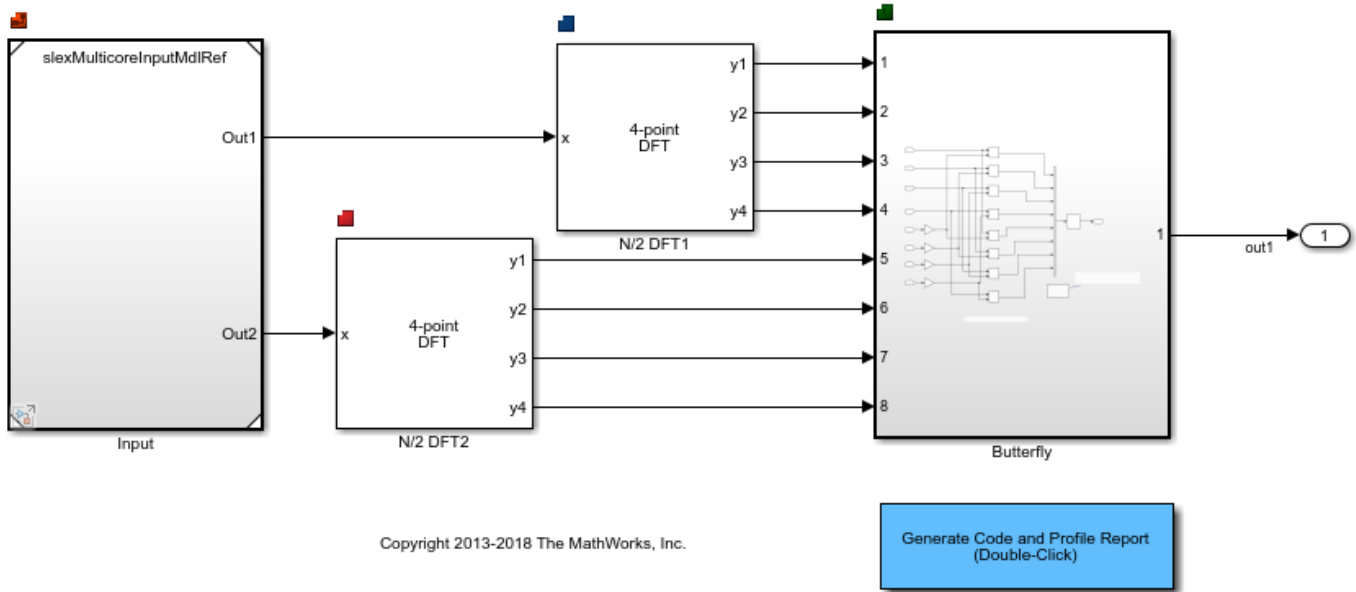 slexMulticoreInputMdlRef
Out1
Out2
Input
x
4-point
DFT
y1
y2
y3
y4
N/2 DFT1
x
4-point
DFT
y1
y2
y3
y4
N/2 DFT2
1
2
3
4
5
6
7
8
1
Butterfly
out1
1
Copyright 2013-2018 The MathWorks, Inc.
Generate Code and Profile Report
(Double-Click)